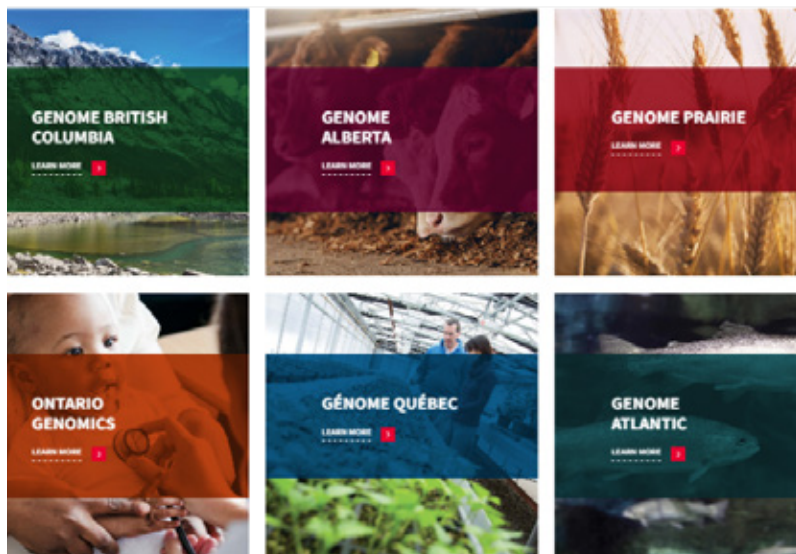 GENOME BRITISH
COLUMBIA
LEARN MORE
GENOME
ALBERTA
LEARN MORE
GENOME PRAIRIE
LEARN MORE
ONTARIO
GENOMICS
LEARN MORE
GÉNOME QUÉBEC
LEARN MORE
GENOME
ATLANTIC
LEARN MORE